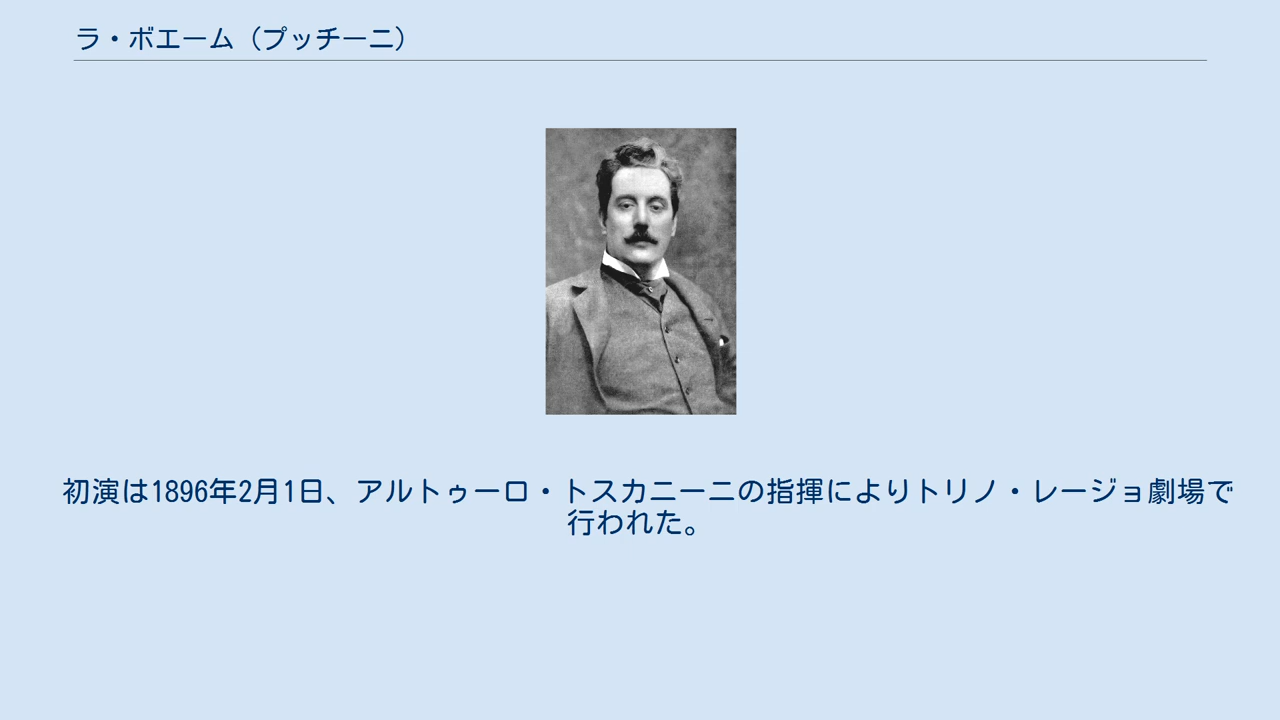 ラ・ボエーム（プッチーニ）
初演は1896年2月1日、アルトゥーロ・トスカニーニの指揮によりトリノ・レージョ劇場で
行われた。